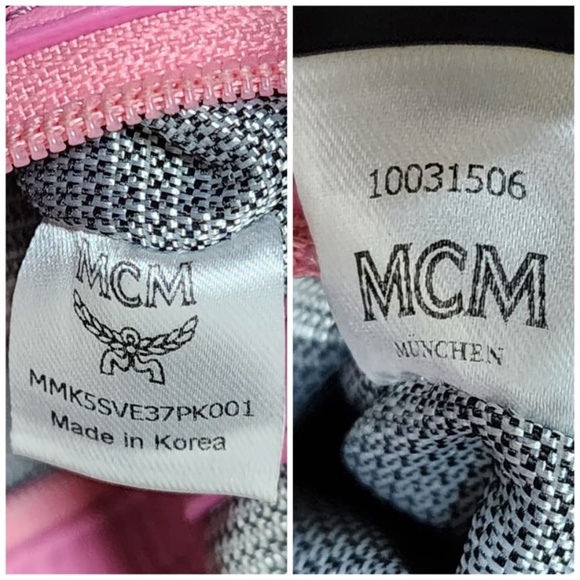 MCM
MMK5SVE37PK001
Made in Korea
10031506
MCM
MÜNCHEN